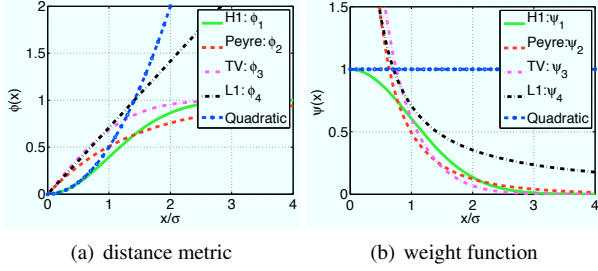 2
1.5
1
0.5
0
0 1 2 3 4
φ(x)
x/σ
H1: φ1
Peyre: φ2
TV: φ3
L1: φ4
Quadratic
(a) distance metric
1.5
1
0.5
0
0 1 2 3 4
ψ(x)
x/σ
H1:ψ1
Peyre:ψ2
TV: ψ3
L1:ψ4
Quadratic
(b) weight function